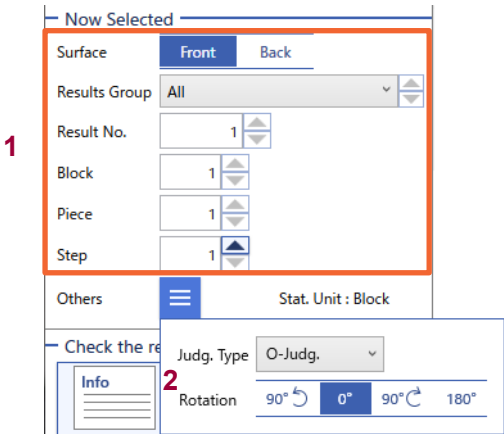 Now Selected
Surface Front Back
Results Group All
1
Result No. 1
Block 1
Piece 1
Step 1
Others Stat. Unit : Block
Check the re
Info
Judg. Type O-Judg.
2
Rotation 90° 0° 90° 180°